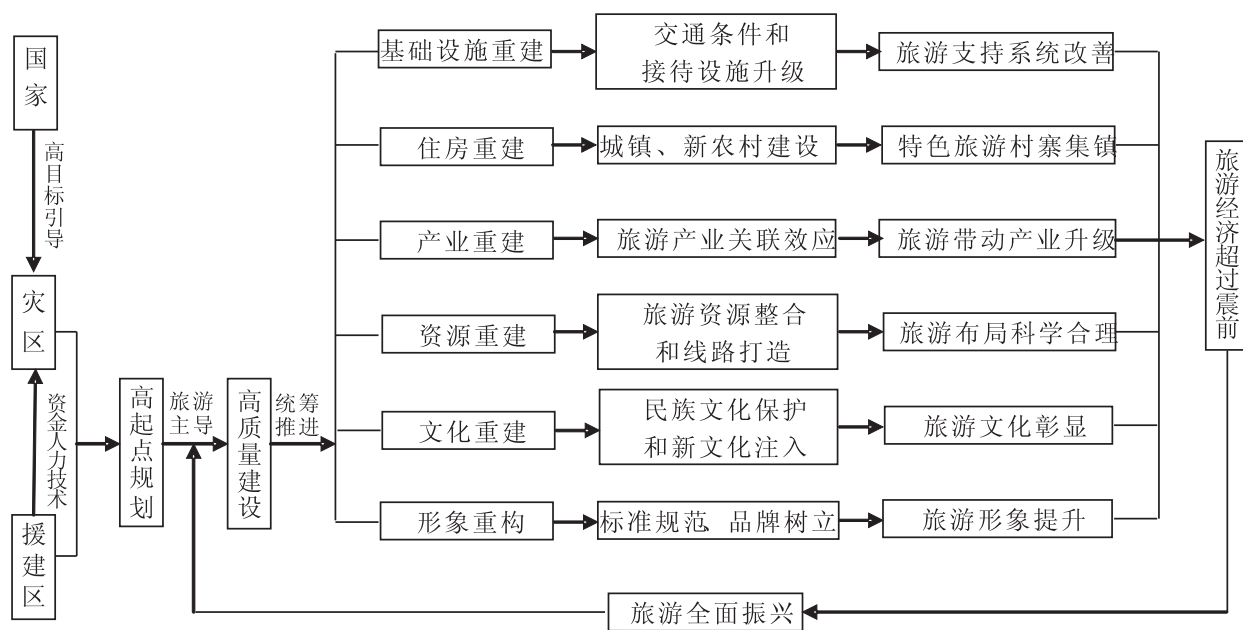 国家
高目标引导
灾区
资金人力技术
援建区
高起点规划
旅游
主导
高质量建设
统筹
推进
基础设施重建
交通条件和
接待设施升级
旅游支持系统改善
住房重建
城镇、新农村建设
特色旅游村寨集镇
产业重建
旅游产业关联效应
旅游带动产业升级
资源重建
旅游资源整合
和线路打造
旅游布局科学合理
文化重建
民族文化保护
和新文化注入
旅游文化彰显
形象重构
标准规范、品牌树立
旅游形象提升
旅游经济超过震前
旅游全面振兴